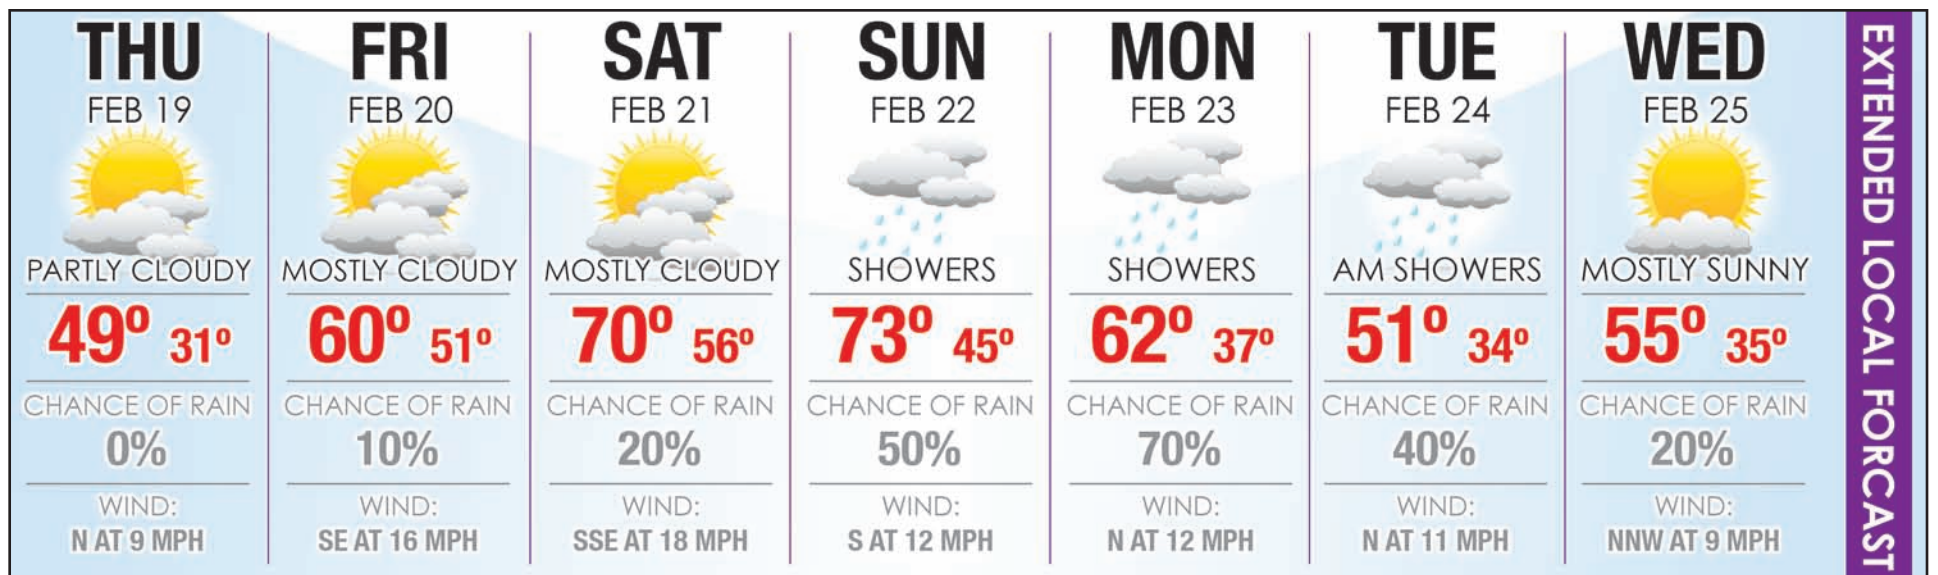 THU
FEB 19
PARTLY CLOUDY
49º 31º
CHANCE OF RAIN
0%
WIND:
N AT 9 MPH
FRI
FEB 20
MOSTLY CLOUDY
60º 51º
CHANCE OF RAIN
10%
WIND:
SE AT 16 MPH
SAT
FEB 21
MOSTLY CLOUDY
70º 56º
CHANCE OF RAIN
20%
WIND:
SSE AT 18 MPH
SUN
FEB 22
SHOWERS
73º 45º
CHANCE OF RAIN
50%
WIND:
S AT 12 MPH
MON
FEB 23
SHOWERS
62º 37º
CHANCE OF RAIN
70%
WIND:
N AT 12 MPH
TUE
FEB 24
AM SHOWERS
51º 34º
CHANCE OF RAIN
40%
WIND:
N AT 11 MPH
WED
FEB 25
MOSTLY SUNNY
55º 35º
CHANCE OF RAIN
20%
WIND:
NNW AT 9 MPH
EXTENDED LOCAL FORCAST